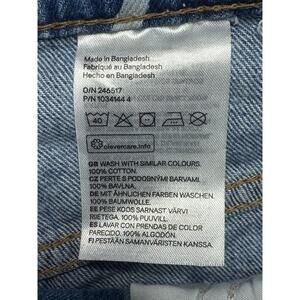 Made in Bangladesh
Fabriqué au Bangladesh
Hecho en Bangladesh
O/N 246517
P/N 1034144 4
40
clevercare.info
GB WASH WITH SIMILAR COLOURS.
100% COTTON.
CZ PERTE S PODOBNÝMI BARVAMI.
100% BAVLNA.
DE MIT ÄHNLICHEN FARBEN WASCHEN.
100% BAUMWOLLE.
EE PESE KOOS SARNAST VÄRVI
RIIETEGA. 100% PUUVILL.
ES LAVAR CON PRENDAS DE COLOR
PARECIDO. 100% ALGODÓN.
FI PESTÄÄN SAMANVÄRISTEN KANSSA.